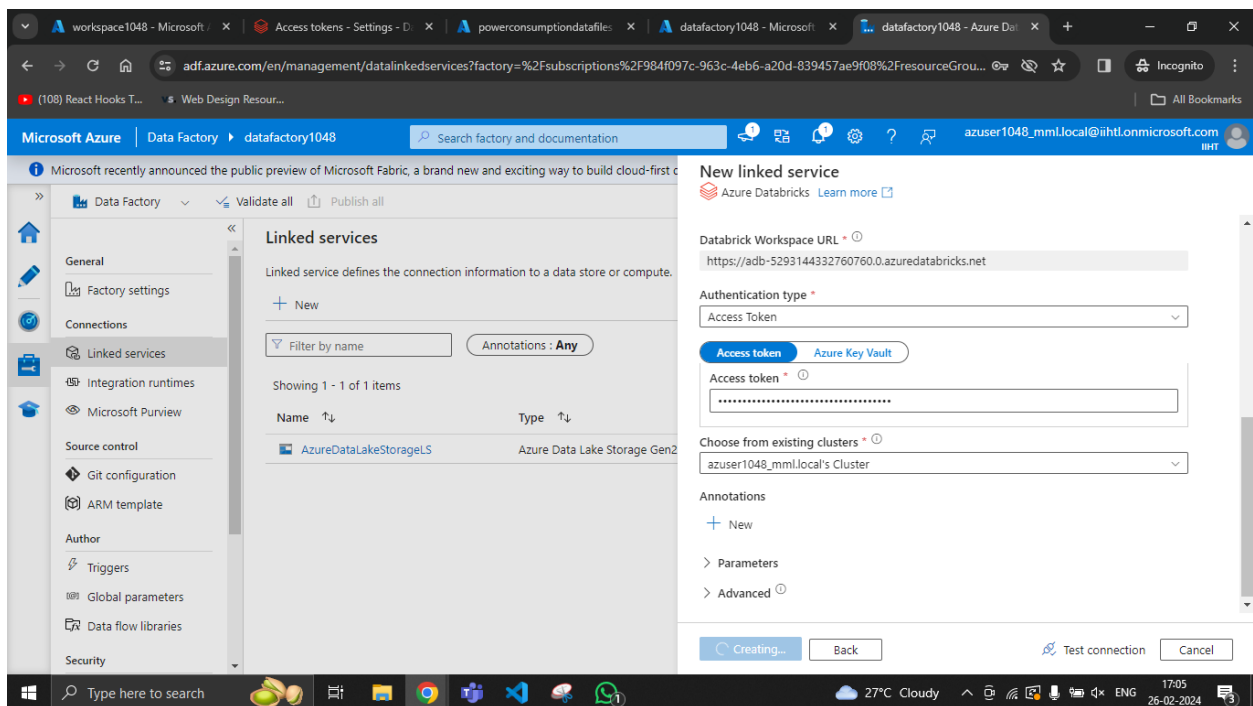 workspace1048 - Microsoft A
Access tokens - Settings - Da
powerconsumptiondatafiles
datafactory1048 - Microsoft
datafactory1048 - Azure Dat
adf.azure.com/en/management/datalinkedservices?factory=%2Fsubscriptions%2F984f097c-963c-4eb6-a20d-839457ae9f08%2FresourceGrou...
Incognito
(108) React Hooks T...
Web Design Resour...
All Bookmarks
Microsoft Azure
Data Factory
datafactory1048
Search factory and documentation
1
1
azuser1048_mml.local@iihtl.onmicrosoft.com
IIHT
Microsoft recently announced the public preview of Microsoft Fabric, a brand new and exciting way to build cloud-first d
Data Factory
Validate all
Publish all
General
Factory settings
Connections
Linked services
Integration runtimes
Microsoft Purview
Source control
Git configuration
ARM template
Author
Triggers
Global parameters
Data flow libraries
Security
Linked services
Linked service defines the connection information to a data store or compute.
New
Filter by name
Annotations : Any
Showing 1 - 1 of 1 items
Name
Type
AzureDataLakeStorageLS
Azure Data Lake Storage Gen2
New linked service
Azure Databricks Learn more
Databrick Workspace URL *
https://adb-5293144332760760.0.azuredatabricks.net
Authentication type *
Access Token
Access token
Azure Key Vault
Access token *
••••••••••••••••••••••••••••••••••••
Choose from existing clusters *
azuser1048_mml.local's Cluster
Annotations
New
Parameters
Advanced
Creating...
Back
Test connection
Cancel
Type here to search
1
27°C Cloudy
ENG
17:05
26-02-2024
3